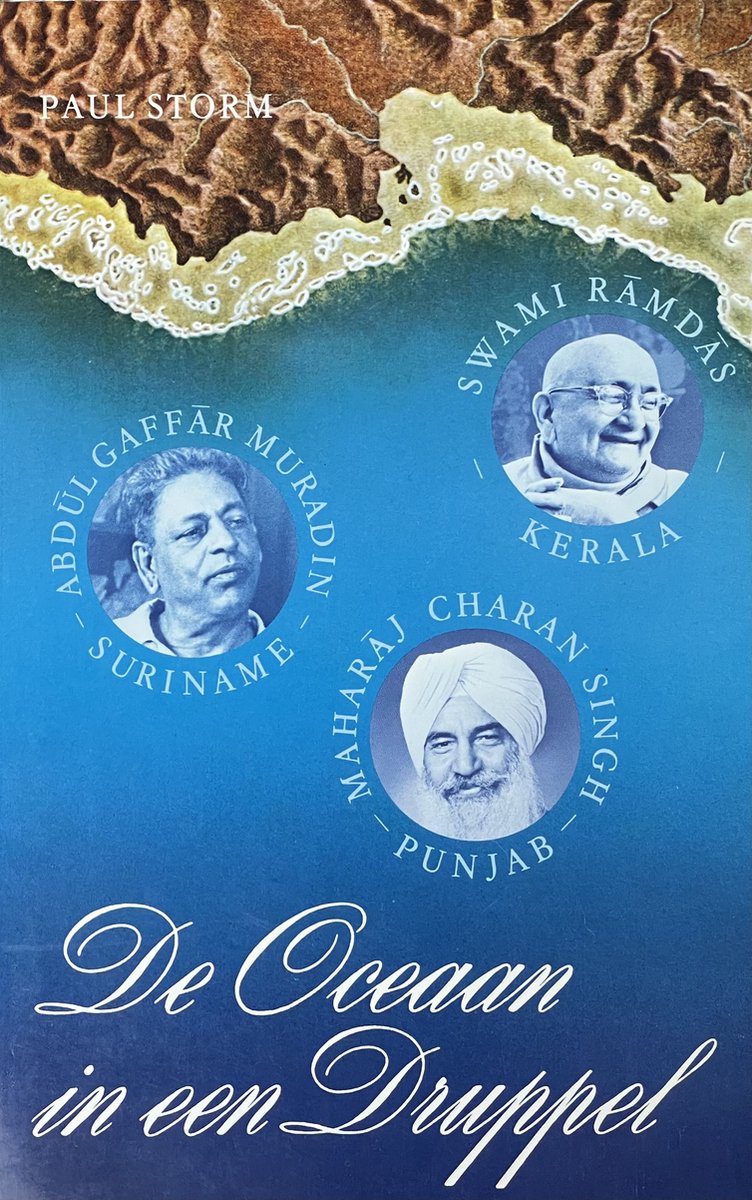 PAUL STORM
SWAMI RĀMDĀS
– KERALA –
ABDŪL GAFFĀR MURADIN
– SURINAME –
MAHARĀJ CHARAN SINGH
– PUNJAB –
De Oceaan
in een Druppel